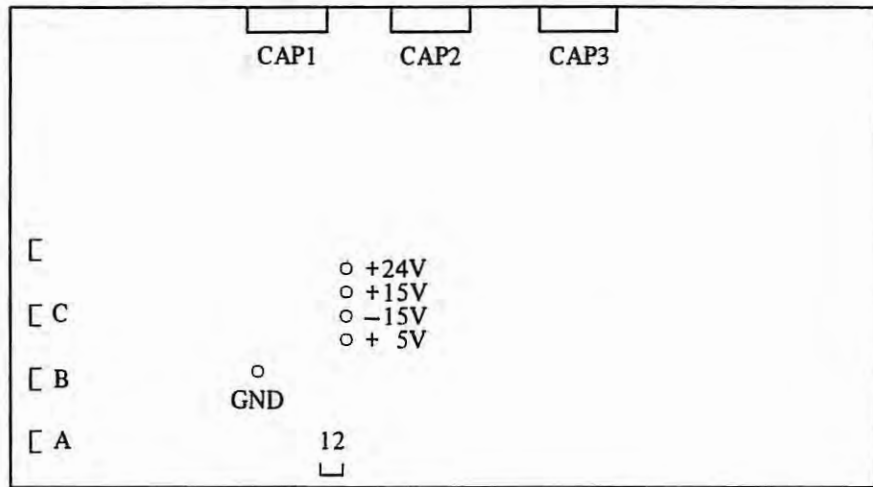 CAP1 CAP2 CAP3
+24V
+15V
C −15V
+ 5V
B
GND
A 12